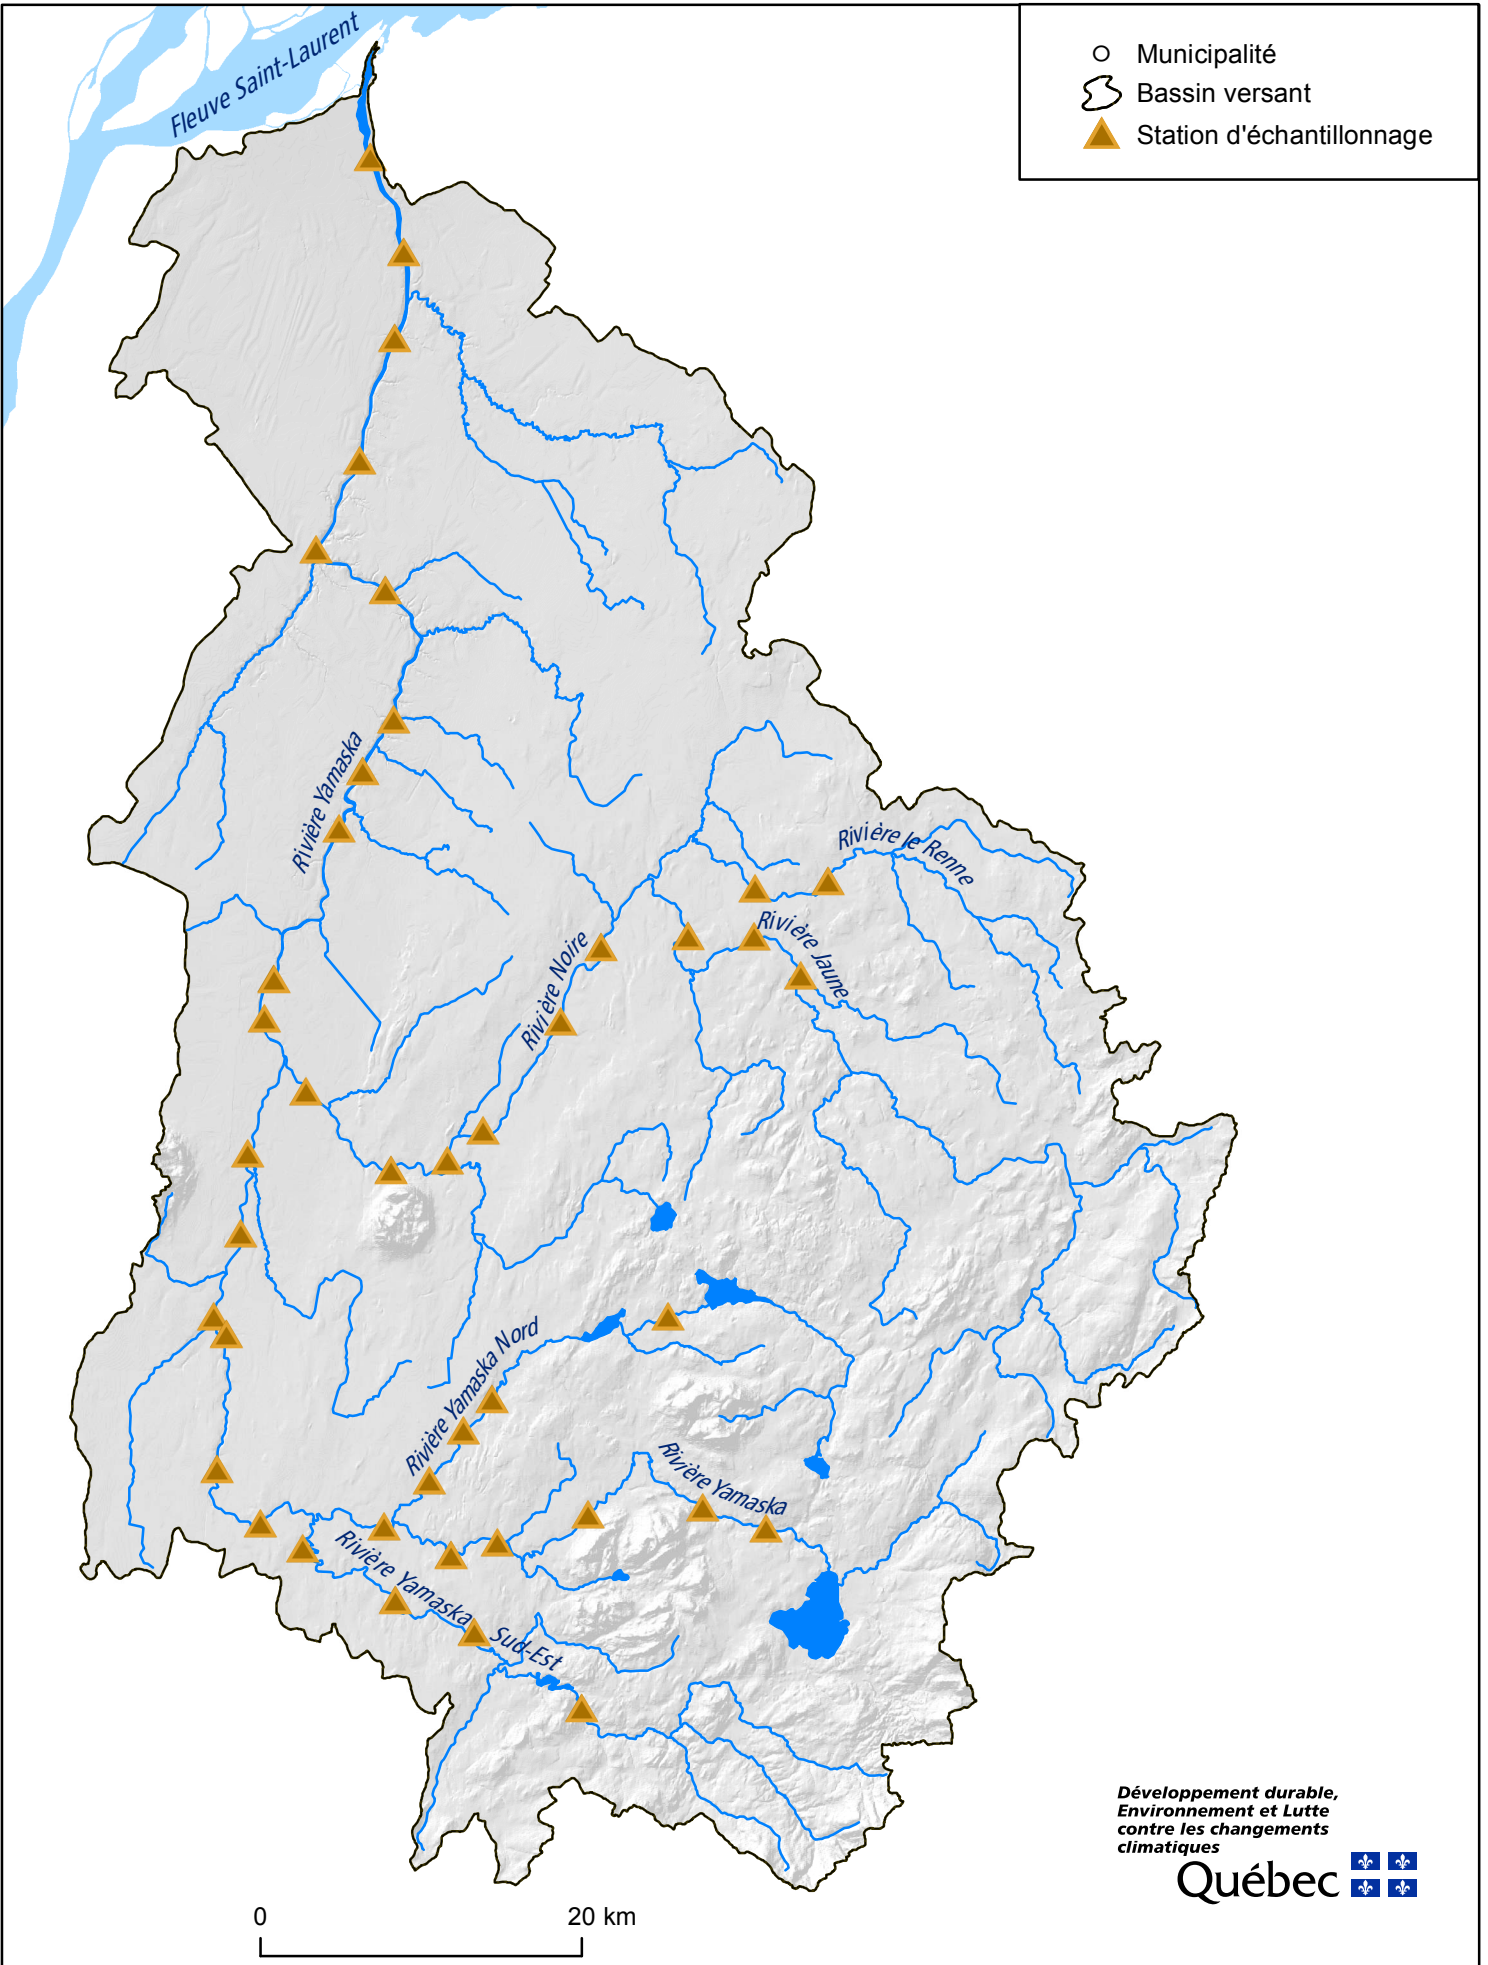 Fleuve Saint-Laurent
Municipalité
Bassin versant
Station d'échantillonnage
Rivière Yamaska
Rivière le Renne
Rivière Jaune
Rivière Noire
Rivière Yamaska Nord
Rivière Yamaska
Rivière Yamaska Sud-Est
Développement durable,
Environnement et Lutte
contre les changements
climatiques
Québec
0 20 km